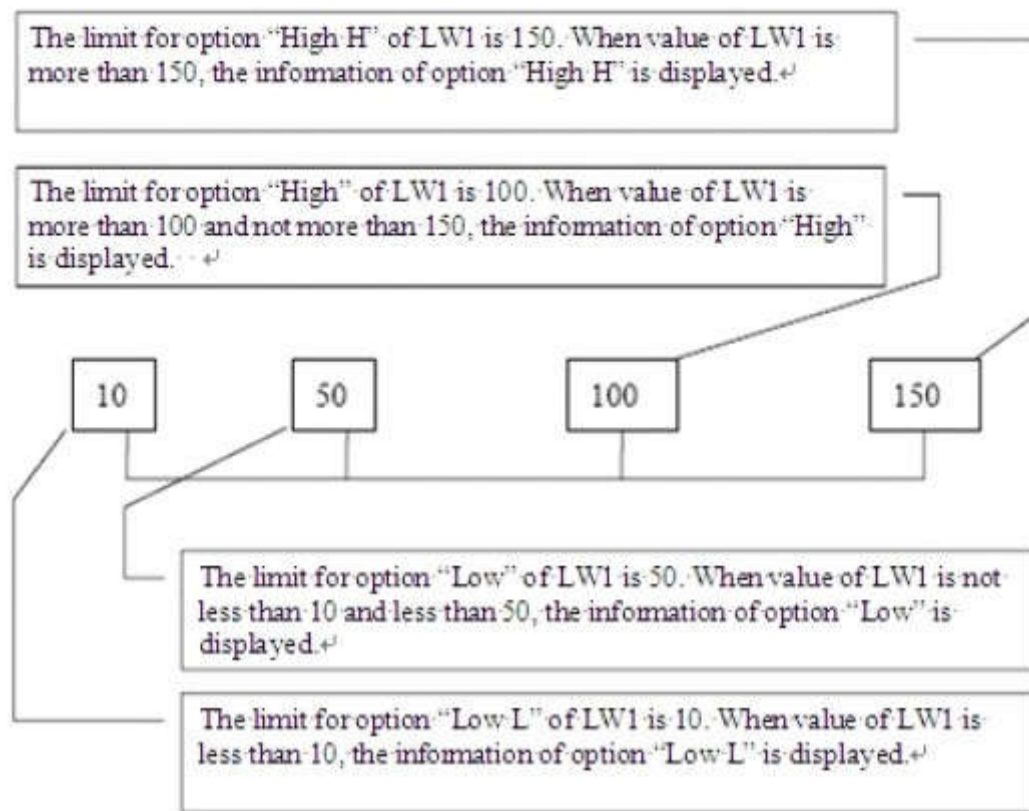 The limit for option “High H” of LW1 is 150. When value of LW1 is
more than 150, the information of option “High H” is displayed.↵
The limit for option “High” of LW1 is 100. When value of LW1 is
more than 100 and not more than 150, the information of option “High”
is displayed. ↵
10
50
100
150
The limit for option “Low” of LW1 is 50. When value of LW1 is not
less than 10 and less than 50, the information of option “Low” is
displayed.↵
The limit for option “Low L” of LW1 is 10. When value of LW1 is
less than 10, the information of option “Low L” is displayed.↵